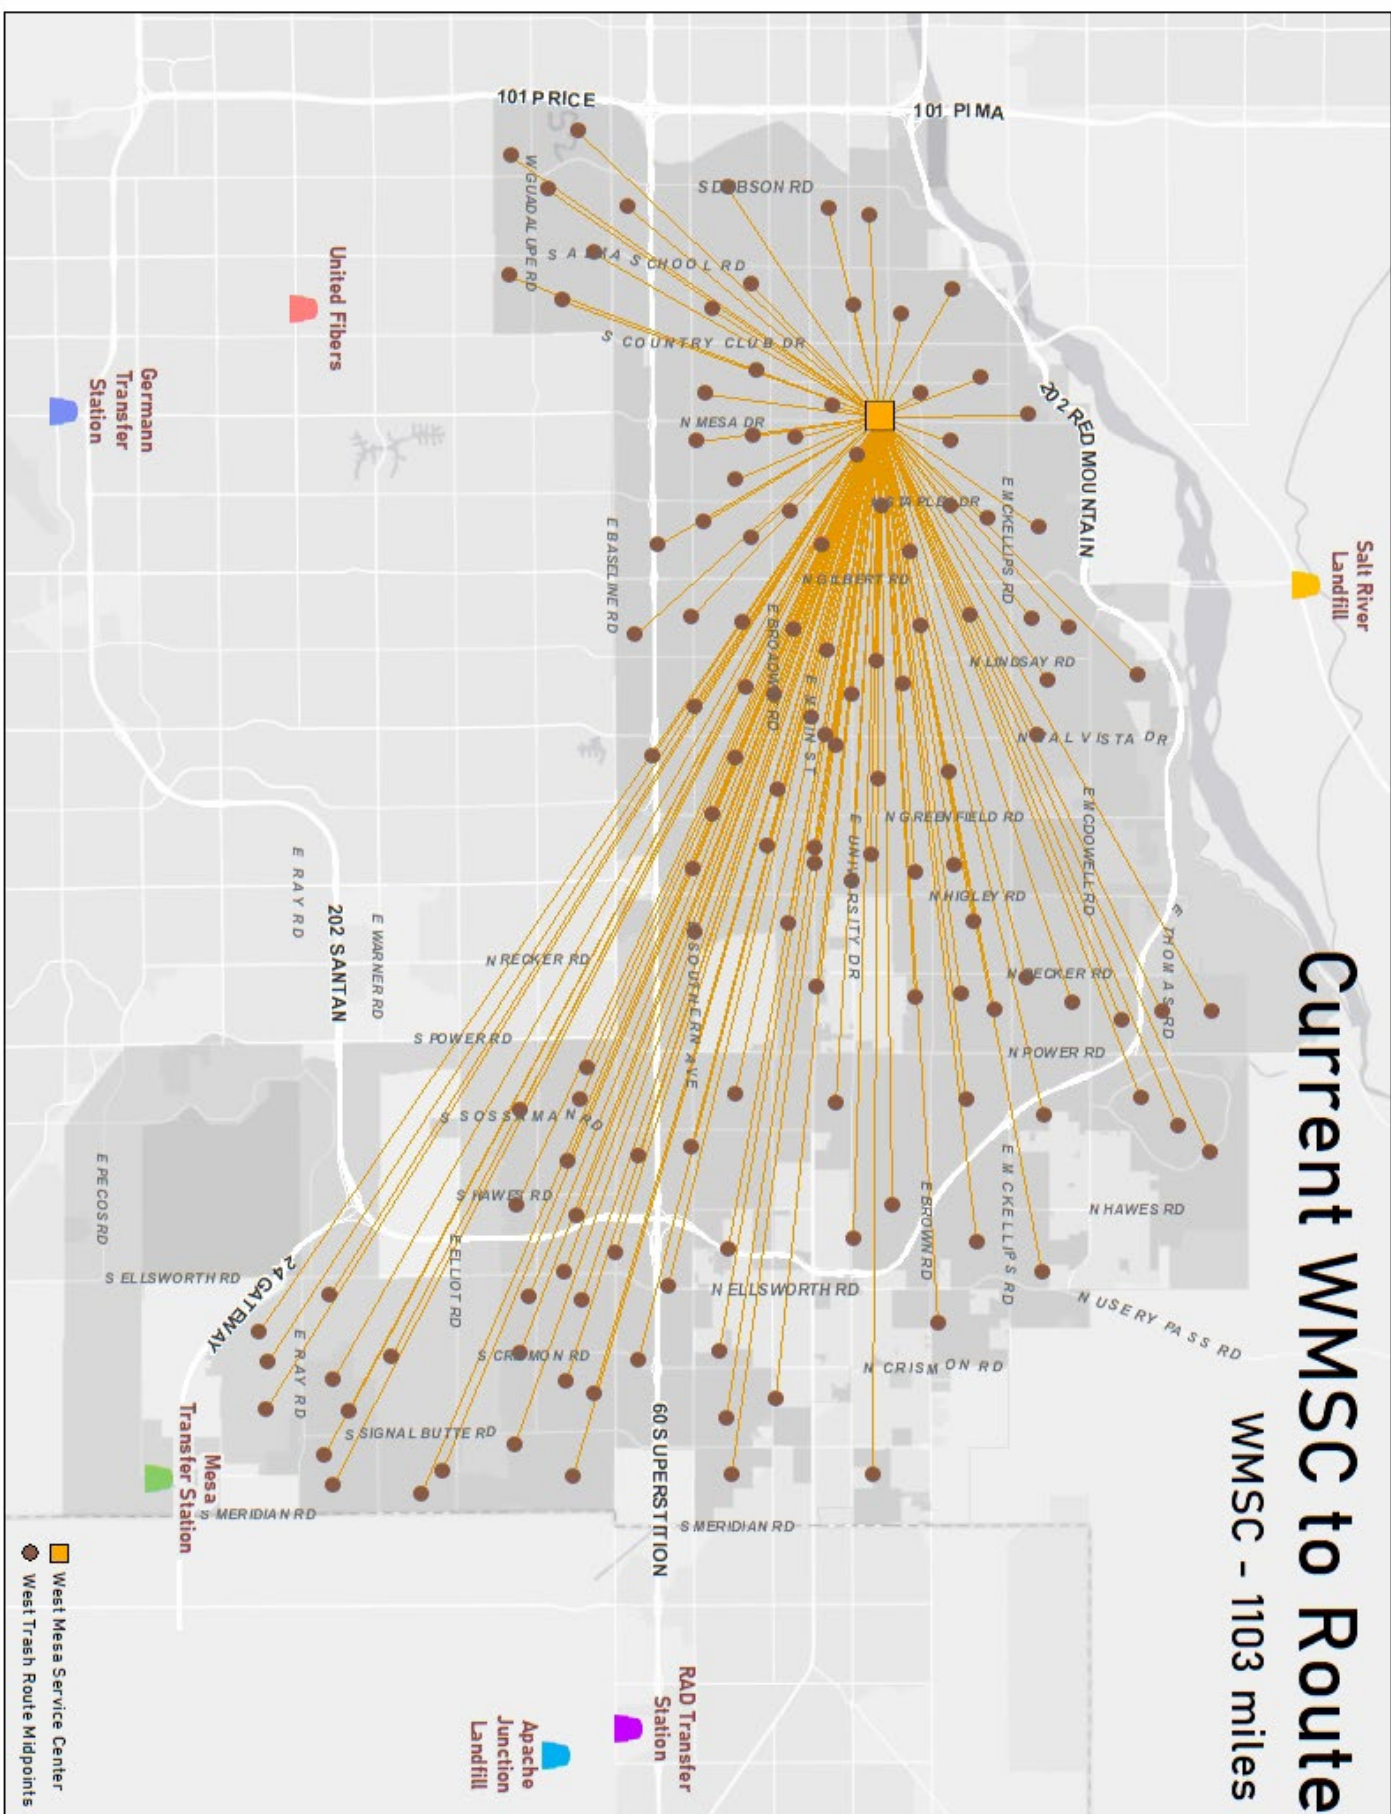 Current WMSC to Route
WMSC - 1103 miles
Salt River
Landfill
101 PIMA
101 PRICE
202 RED MOUNTAIN
S DOBSON RD
W GUADALUPE RD
S ALMA SCHOOL RD
S COUNTRY CLUB DR
N MESA DR
N STAPLEY DR
E MCKELLIPS RD
N GILBERT RD
E BASELINE RD
E BROADWAY RD
N LINDSAY RD
E MAIN ST
N VAL VISTA DR
E MCDOWELL RD
N GREENFIELD RD
E UNIVERSITY DR
N HIGLEY RD
E THOMAS RD
N RECKER RD
N RECKER RD
S SOUTHERN AVE
N POWER RD
S POWER RD
S SOSSAMAN RD
S HAWES RD
N HAWES RD
E BROWN RD
E MCKELLIPS RD
N USERY PASS RD
N ELLSWORTH RD
S ELLSWORTH RD
E ELLIOT RD
N CRISMON RD
S CRISMON RD
S SIGNAL BUTTE RD
S MERIDIAN RD
S MERIDIAN RD
60 SUPERSTITION
202 SANTAN
24 GATEWAY
E RAY RD
E WARNER RD
E RAY RD
E PECOS RD
United Fibers
Germann
Transfer
Station
Mesa
Transfer Station
RAD Transfer
Station
Apache
Junction
Landfill
West Mesa Service Center
West Trash Route Midpoints